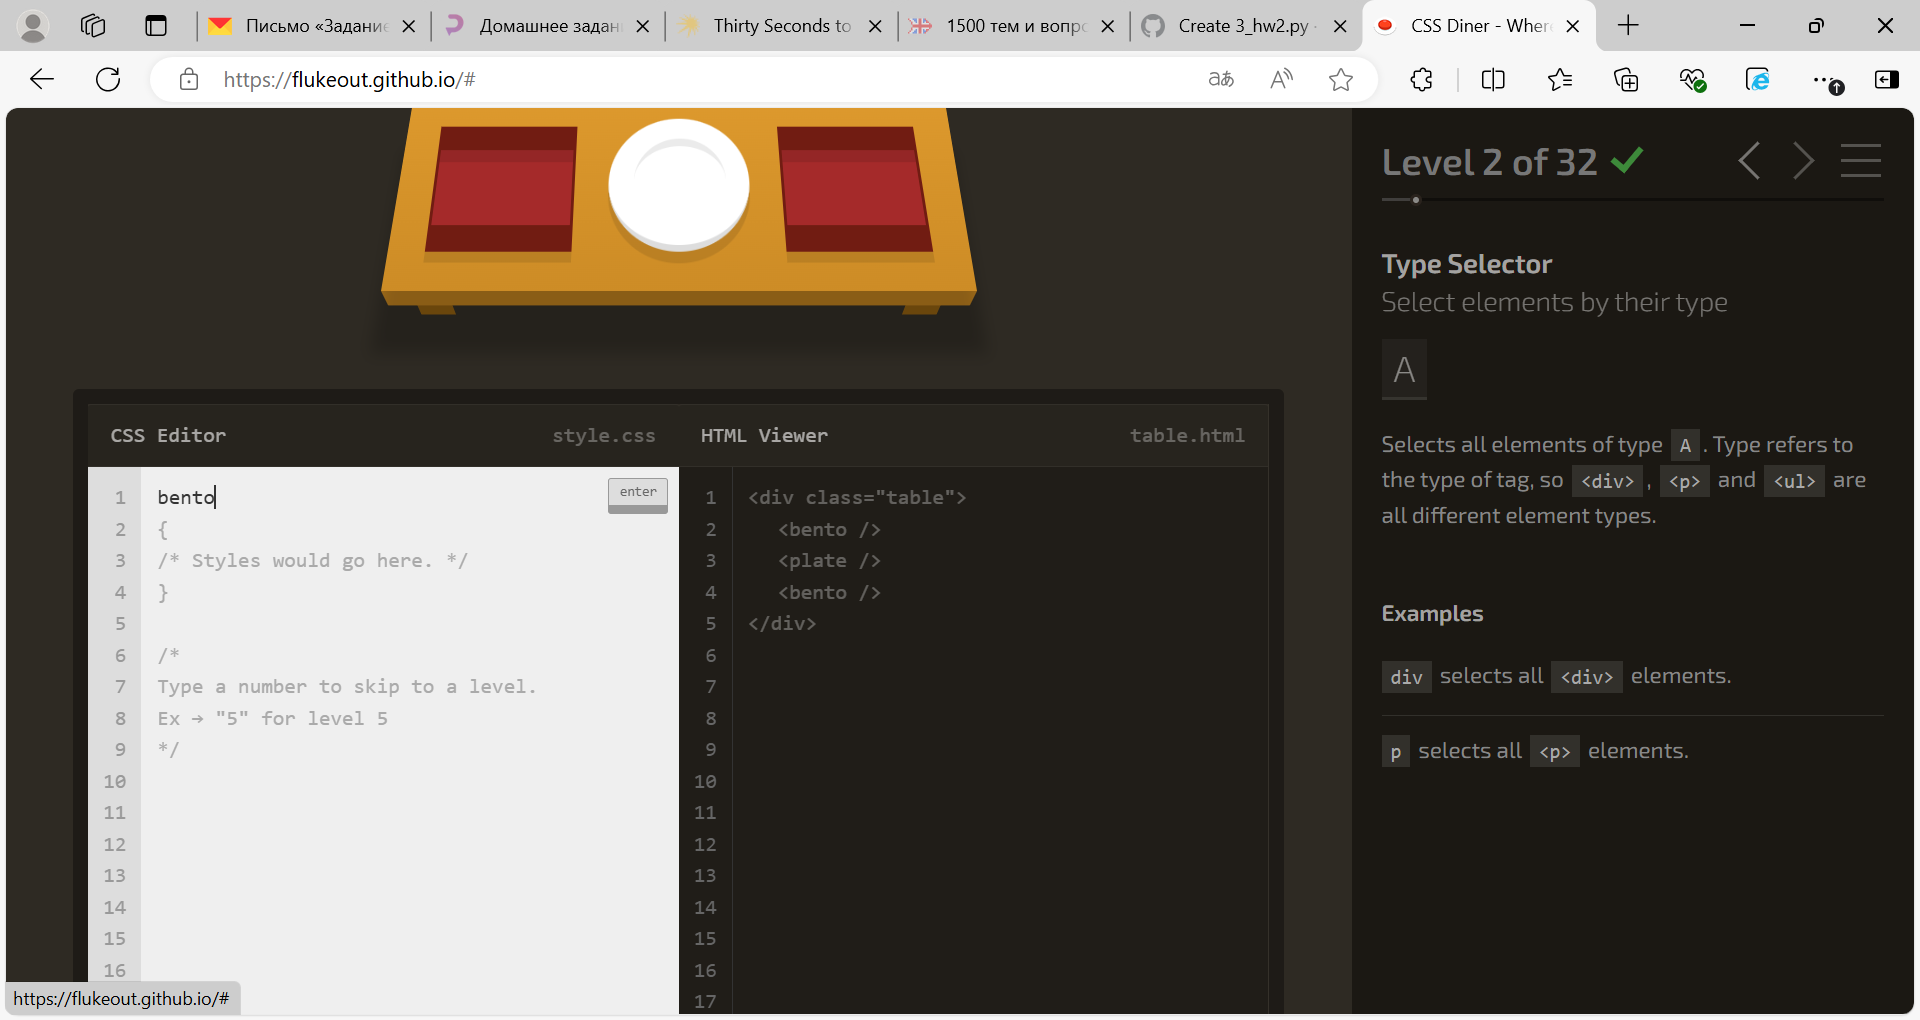 Письмо «Задание
Домашнее задан
Thirty Seconds to
1500 тем и вопро
Create 3_hw2.py ·
CSS Diner - Where
https://flukeout.github.io/#
Level 2 of 32
Type Selector
Select elements by their type
A
Selects all elements of type A . Type refers to
the type of tag, so <div> , <p> and <ul> are
all different element types.
Examples
div selects all <div> elements.
p selects all <p> elements.
CSS Editor style.css
1 bento enter
2 {
3 /* Styles would go here. */
4 }
5
6 /*
7 Type a number to skip to a level.
8 Ex → "5" for level 5
9 */
10
11
12
13
14
15
16
HTML Viewer table.html
1 <div class="table">
2 <bento />
3 <plate />
4 <bento />
5 </div>
6
7
8
9
10
11
12
13
14
15
16
17
https://flukeout.github.io/#